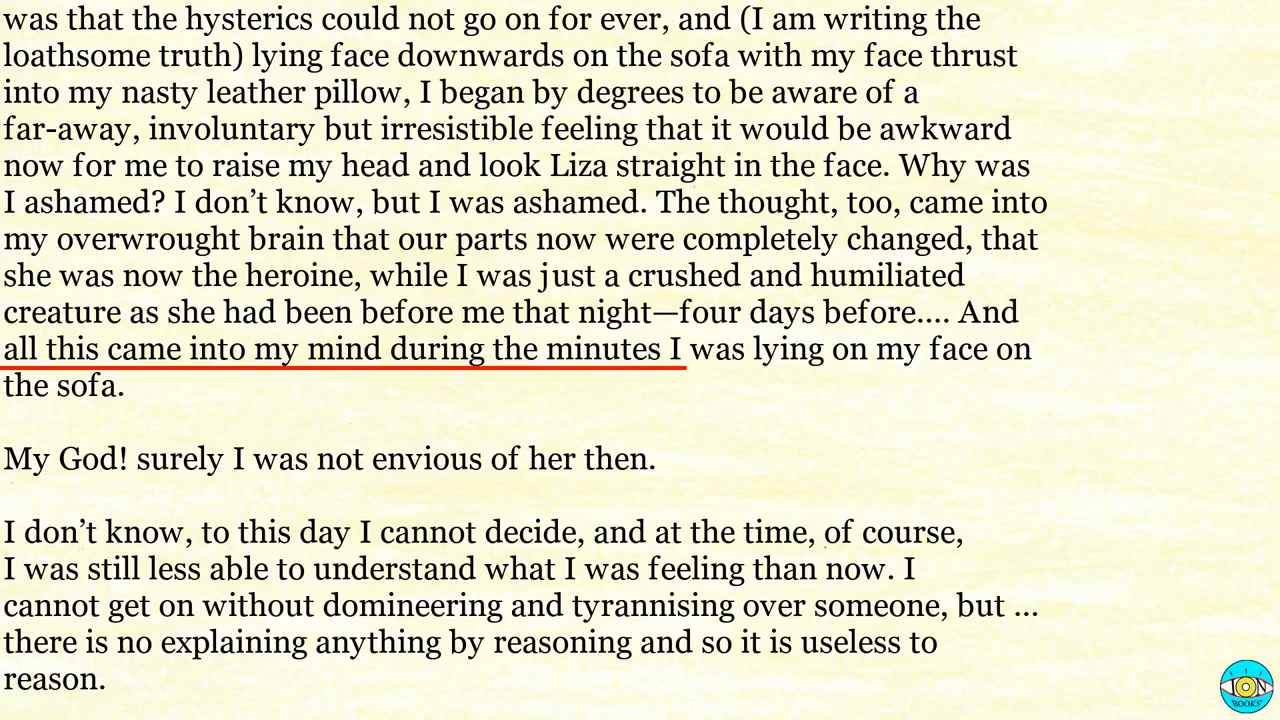 was that the hysterics could not go on for ever, and (I am writing the
loathsome truth) lying face downwards on the sofa with my face thrust
into my nasty leather pillow, I began by degrees to be aware of a
far-away, involuntary but irresistible feeling that it would be awkward
now for me to raise my head and look Liza straight in the face. Why was
I ashamed? I don’t know, but I was ashamed. The thought, too, came into
my overwrought brain that our parts now were completely changed, that
she was now the heroine, while I was just a crushed and humiliated
creature as she had been before me that night—four days before.... And
all this came into my mind during the minutes I was lying on my face on
the sofa.
My God! surely I was not envious of her then.
I don’t know, to this day I cannot decide, and at the time, of course,
I was still less able to understand what I was feeling than now. I
cannot get on without domineering and tyrannising over someone, but ...
there is no explaining anything by reasoning and so it is useless to
reason.
ION
BOOKS